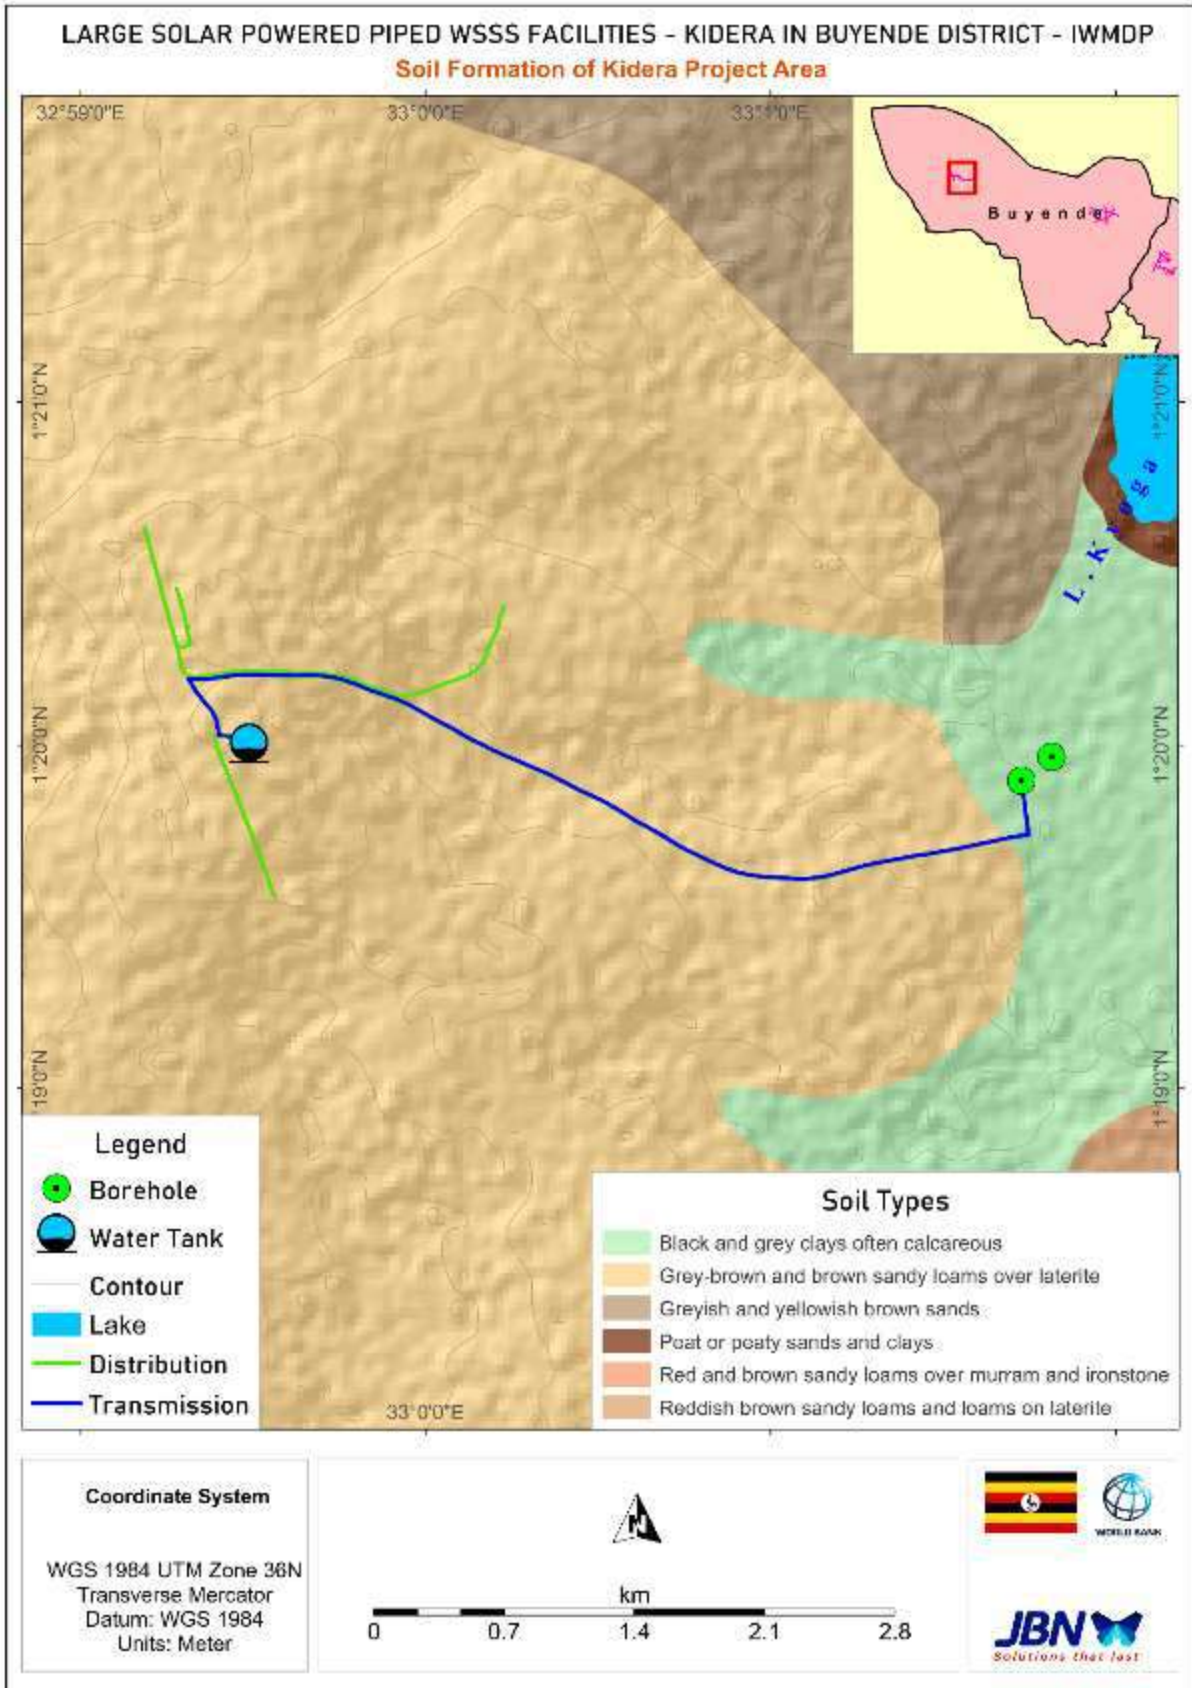 LARGE SOLAR POWERED PIPED WSSS FACILITIES - KIDERA IN BUYENDE DISTRICT - IWMDP
Soil Formation of Kidera Project Area
32°59'0"E
33°0'0"E
33°1'0"E
Buyende
1°21'0"N
1°21'0"N
L. Kyoga
1°20'0"N
1°20'0"N
1°19'0"N
1°19'0"N
33°0'0"E
Legend
Borehole
Water Tank
Contour
Lake
Distribution
Transmission
Soil Types
Black and grey clays often calcareous
Grey-brown and brown sandy loams over laterite
Greyish and yellowish brown sands
Peat or peaty sands and clays
Red and brown sandy loams over murram and ironstone
Reddish brown sandy loams and loams on laterite
Coordinate System
WGS 1984 UTM Zone 36N
Transverse Mercator
Datum: WGS 1984
Units: Meter
N
km
0 0.7 1.4 2.1 2.8
WORLD BANK
JBN
Solutions that last